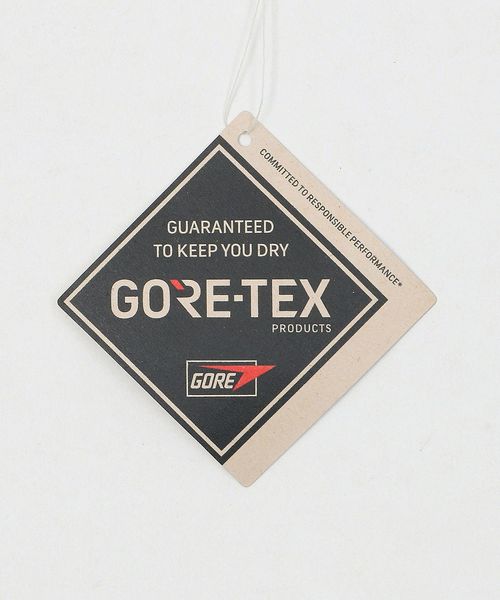 GUARANTEED
TO KEEP YOU DRY
GORE-TEX
PRODUCTS
GORE
COMMITTED TO RESPONSIBLE PERFORMANCE*